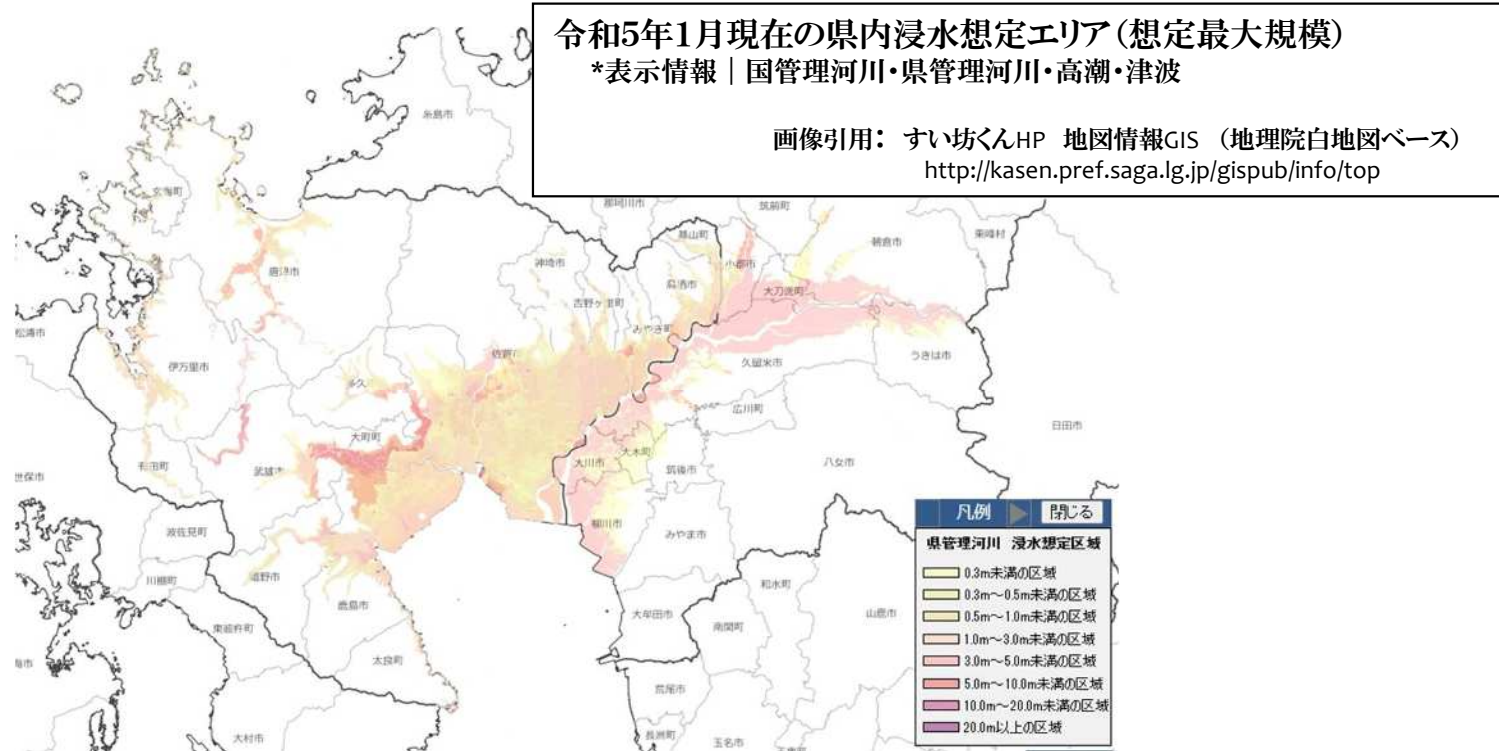 令和5年1月現在の県内浸水想定エリア(想定最大規模)
*表示情報｜国管理河川・県管理河川・高潮・津波
画像引用： すい坊くんHP 地図情報GIS （地理院白地図ベース）
http://kasen.pref.saga.lg.jp/gispub/info/top
糸島市
玄海町
那珂川市
筑前町
基山町
朝倉市
東峰村
唐津市
神埼市
小郡市
鳥栖市
大刀洗町
吉野ヶ里町
松浦市
みやき町
伊万里市
久留米市
うきは市
多久
広川町
日田市
大町町
大川市
大木町
八女市
有田町
武雄市
筑後市
世保市
柳川市
みやま市
波佐見町
川棚町
嬉野市
鹿島市
和水町
大牟田市
南関町
山鹿市
東彼杵町
太良町
荒尾市
大村市
長洲町
玉名市
凡例
閉じる
県管理河川 浸水想定区域
0.3m未満の区域
0.3m～0.5m未満の区域
0.5m～1.0m未満の区域
1.0m～3.0m未満の区域
3.0m～5.0m未満の区域
5.0m～10.0m未満の区域
10.0m～20.0m未満の区域
20.0m以上の区域